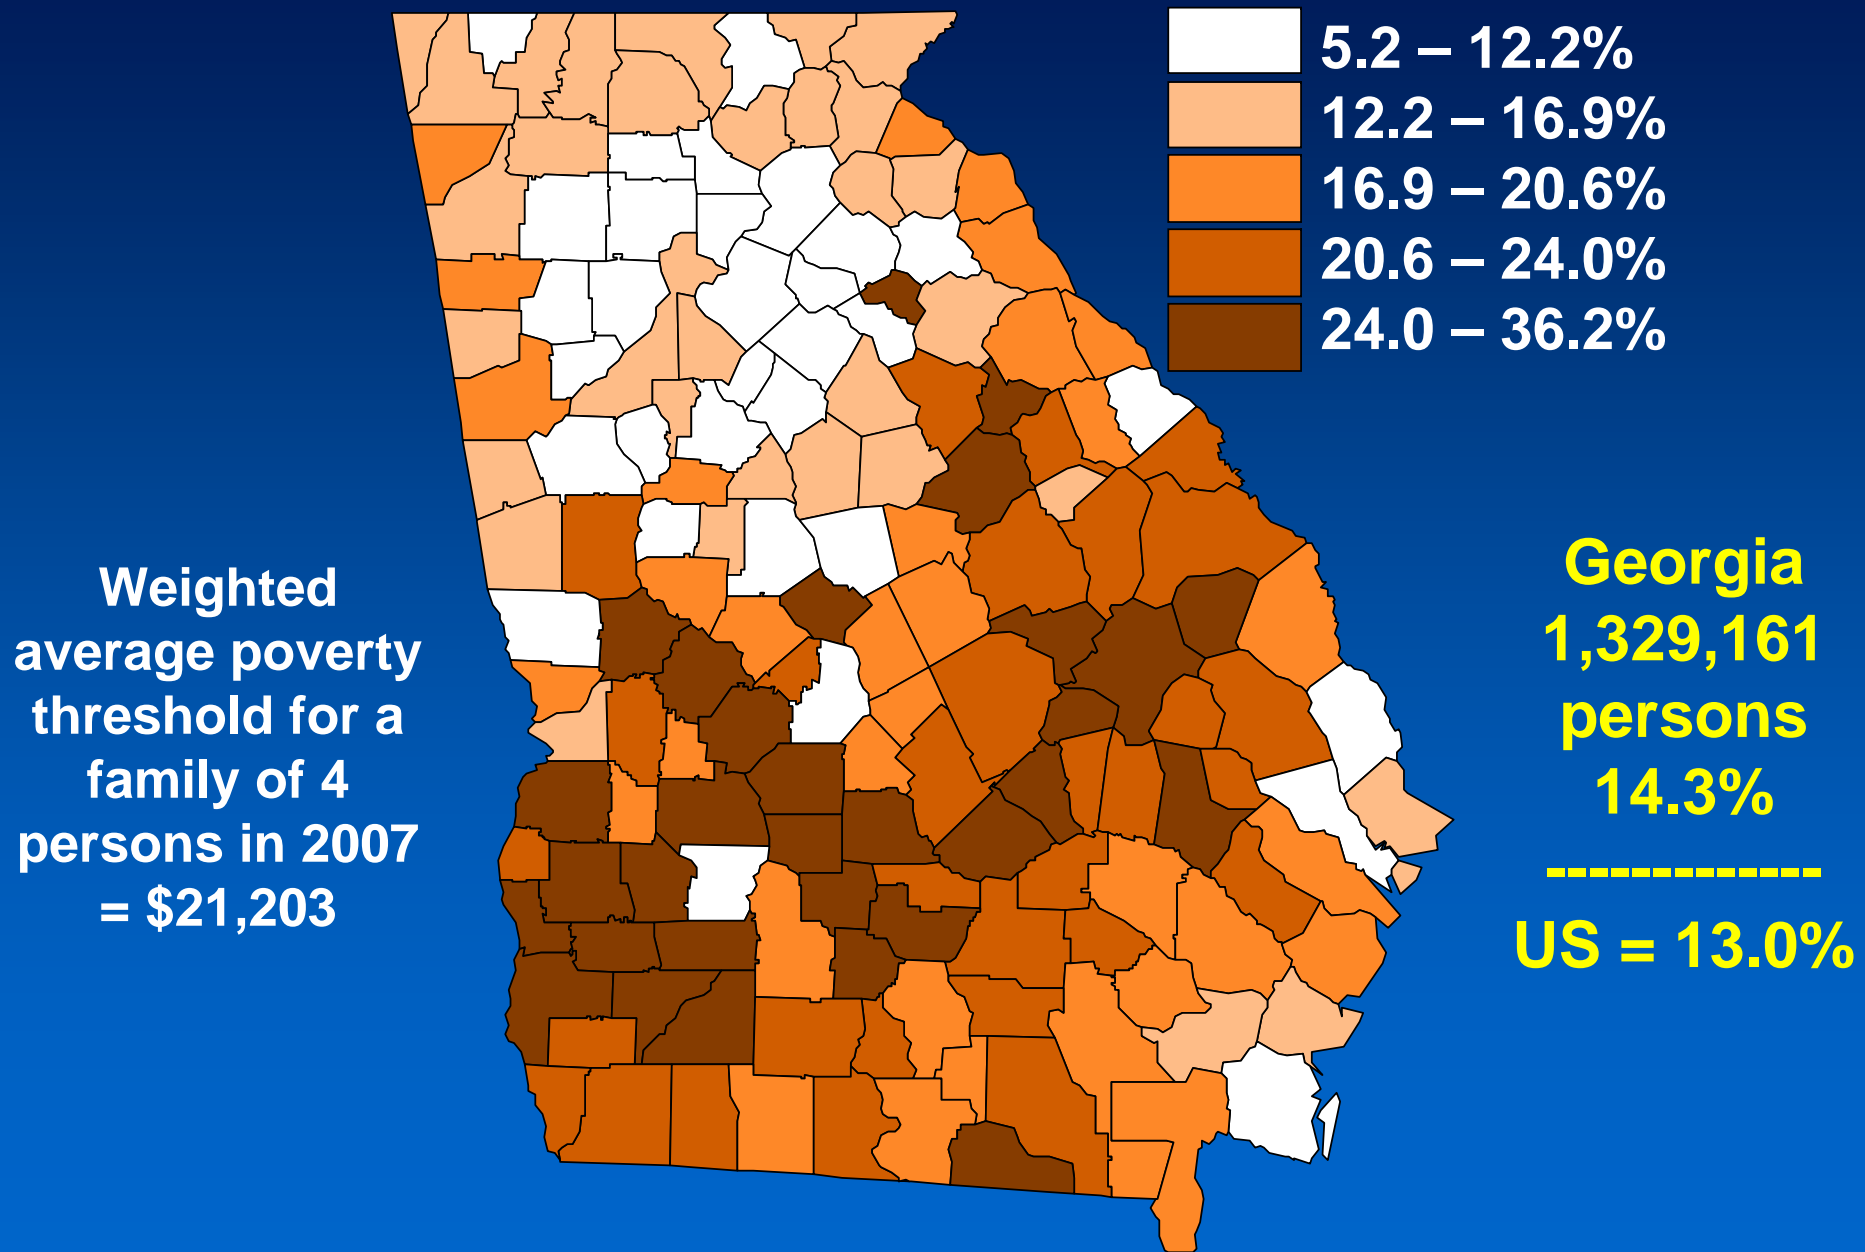 5.2 – 12.2%
12.2 – 16.9%
16.9 – 20.6%
20.6 – 24.0%
24.0 – 36.2%
Weighted
average poverty
threshold for a
family of 4
persons in 2007
= $21,203
Georgia
1,329,161
persons
14.3%
-------------
US = 13.0%